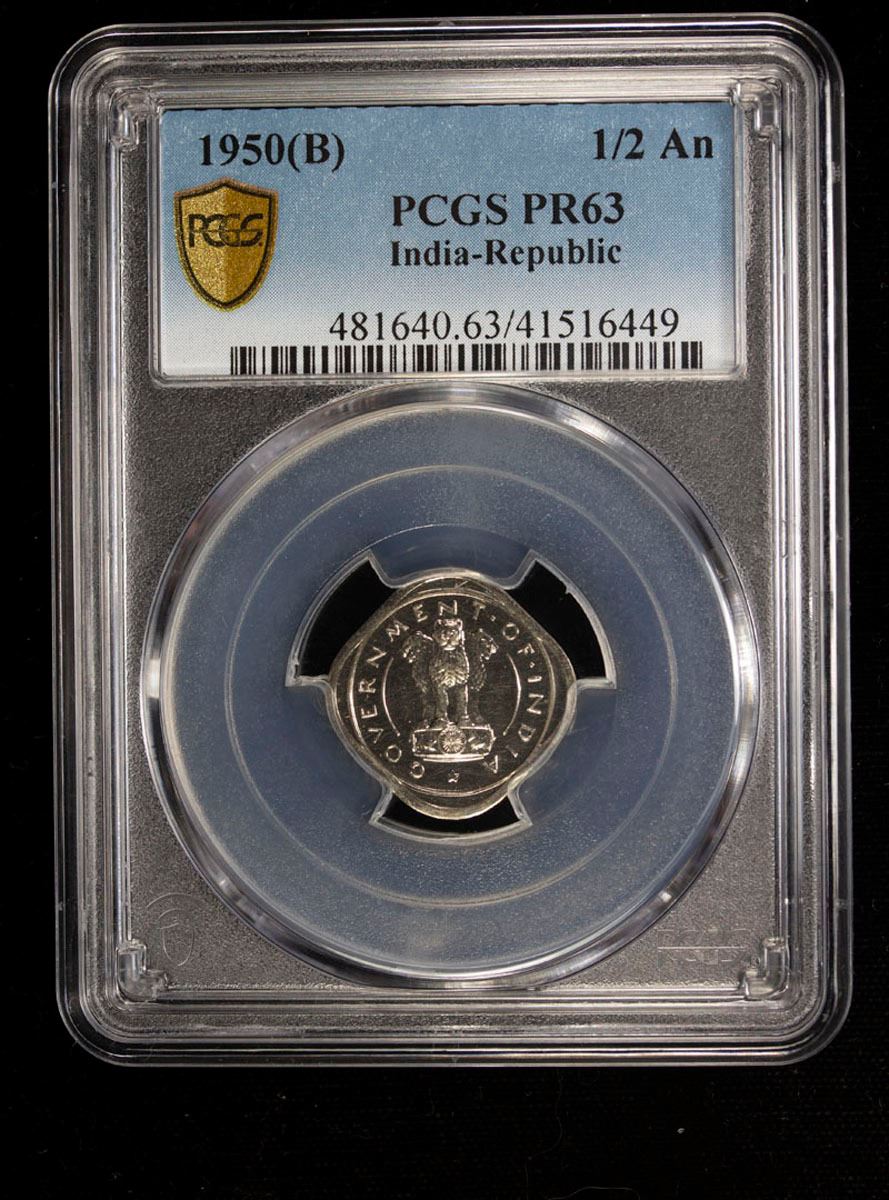 1950(B) 1/2 An
PCGS PR63
PCGS
India-Republic
481640.63/41516449
GOVERNMENT·OF·INDIA